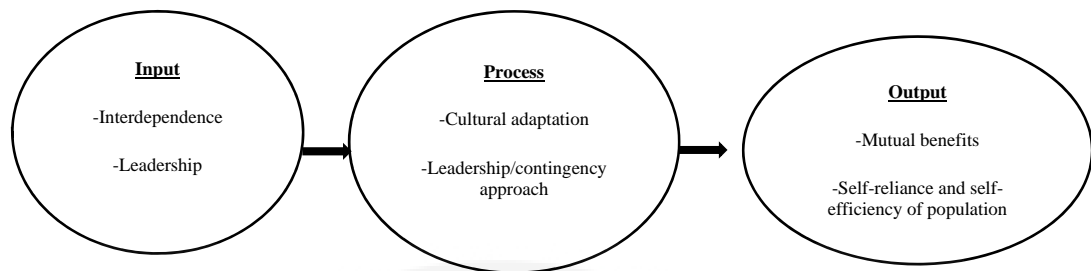 Input
-Interdependence
-Leadership
Process
-Cultural adaptation
-Leadership/contingency
approach
Output
-Mutual benefits
-Self-reliance and self-
efficiency of population